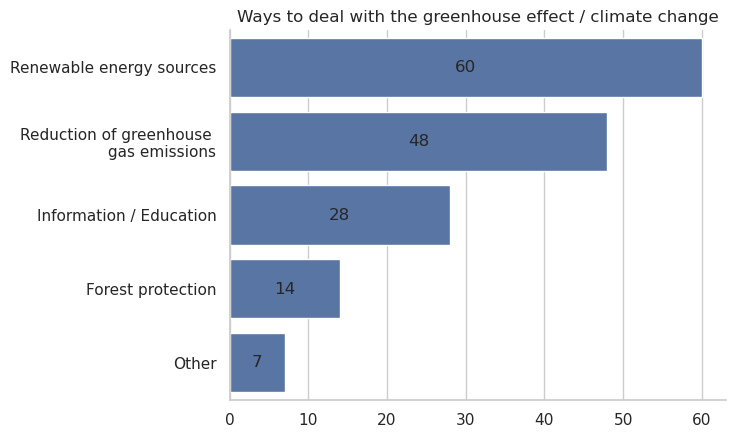 Ways to deal with the greenhouse effect / climate change
Renewable energy sources
60
Reduction of greenhouse
gas emissions
48
Information / Education
28
Forest protection
14
Other
7
0 10 20 30 40 50 60